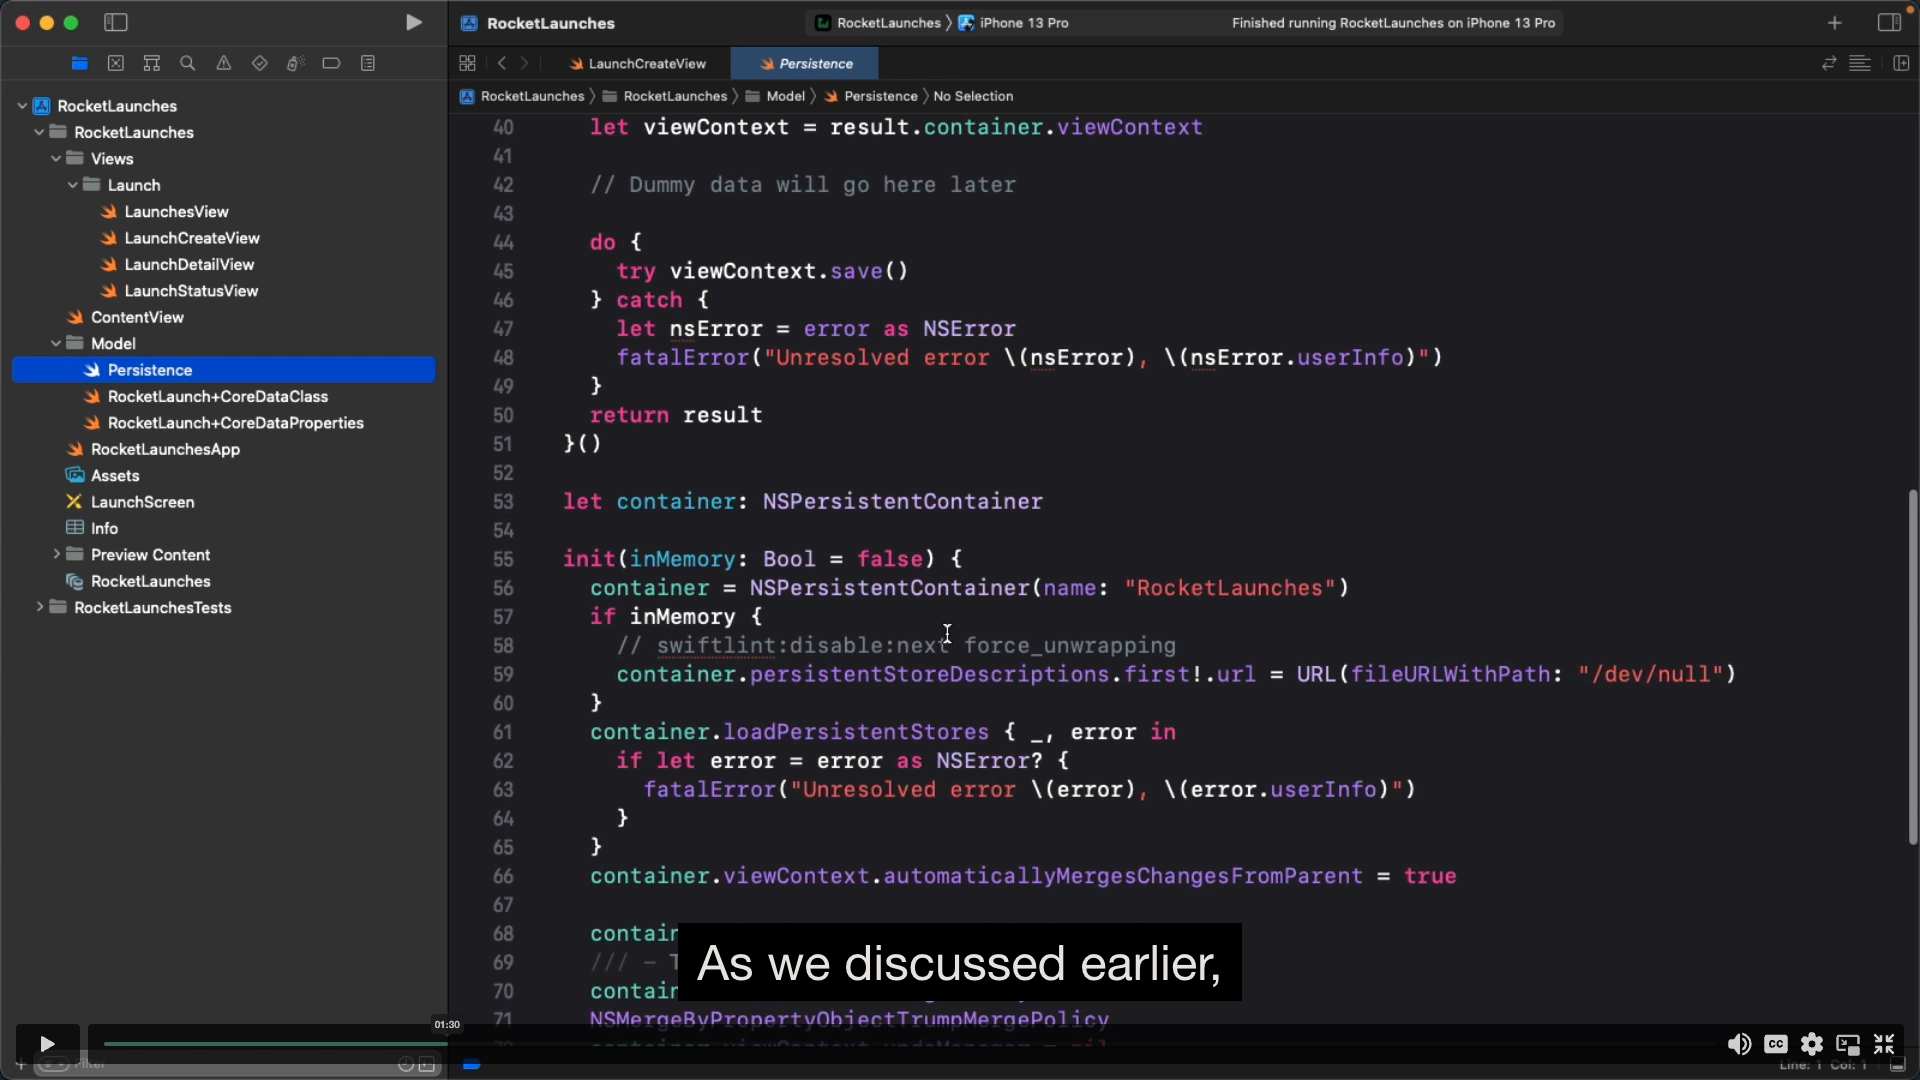 RocketLaunches
RocketLaunches
iPhone 13 Pro
Finished running RocketLaunches on iPhone 13 Pro
LaunchCreateView
Persistence
RocketLaunches
RocketLaunches
Model
Persistence
No Selection
RocketLaunches
RocketLaunches
Views
Launch
LaunchesView
LaunchCreateView
LaunchDetailView
LaunchStatusView
ContentView
Model
Persistence
RocketLaunch+CoreDataClass
RocketLaunch+CoreDataProperties
RocketLaunchesApp
Assets
LaunchScreen
Info
Preview Content
RocketLaunches
RocketLaunchesTests
40 let viewContext = result.container.viewContext
41
42 // Dummy data will go here later
43
44 do {
45 try viewContext.save()
46 } catch {
47 let nsError = error as NSError
48 fatalError("Unresolved error \(nsError), \(nsError.userInfo)")
49 }
50 return result
51 }()
52
53 let container: NSPersistentContainer
54
55 init(inMemory: Bool = false) {
56 container = NSPersistentContainer(name: "RocketLaunches")
57 if inMemory {
58 // swiftlint:disable:next force_unwrapping
59 container.persistentStoreDescriptions.first!.url = URL(fileURLWithPath: "/dev/null")
60 }
61 container.loadPersistentStores { _, error in
62 if let error = error as NSError? {
63 fatalError("Unresolved error \(error), \(error.userInfo)")
64 }
65 }
66 container.viewContext.automaticallyMergesChangesFromParent = true
67
68
69 ///
70
71 NSMergeByPropertyObjectTrumpMergePolicy
As we discussed earlier,
01:30
CC
Filter
Line: 1 Col: 1